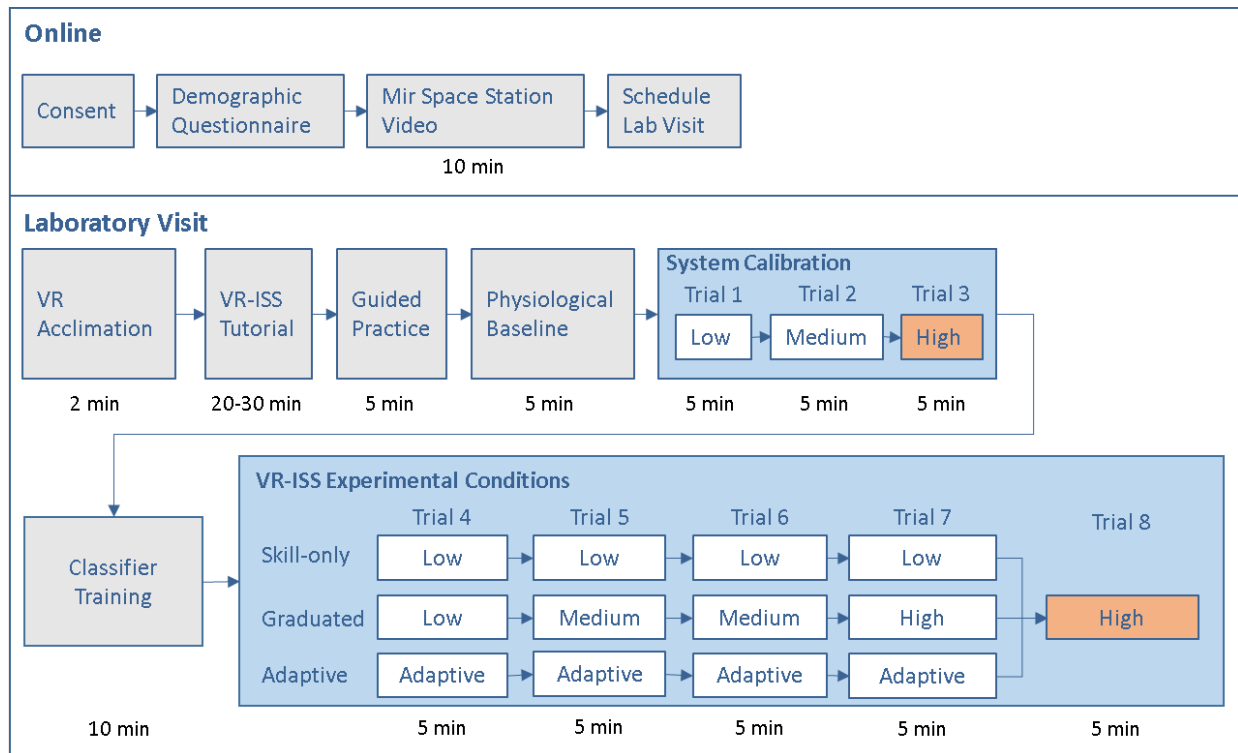 Online
Consent
Demographic
Questionnaire
Mir Space Station
Video
Schedule
Lab Visit
10 min
Laboratory Visit
VR
Acclimation
VR-ISS
Tutorial
Guided
Practice
Physiological
Baseline
System Calibration
Trial 1 Trial 2 Trial 3
Low Medium High
2 min 20-30 min 5 min 5 min 5 min 5 min 5 min
Classifier
Training
VR-ISS Experimental Conditions
Trial 4 Trial 5 Trial 6 Trial 7 Trial 8
Skill-only Low Low Low Low
Graduated Low Medium Medium High High
Adaptive Adaptive Adaptive Adaptive Adaptive
10 min 5 min 5 min 5 min 5 min 5 min